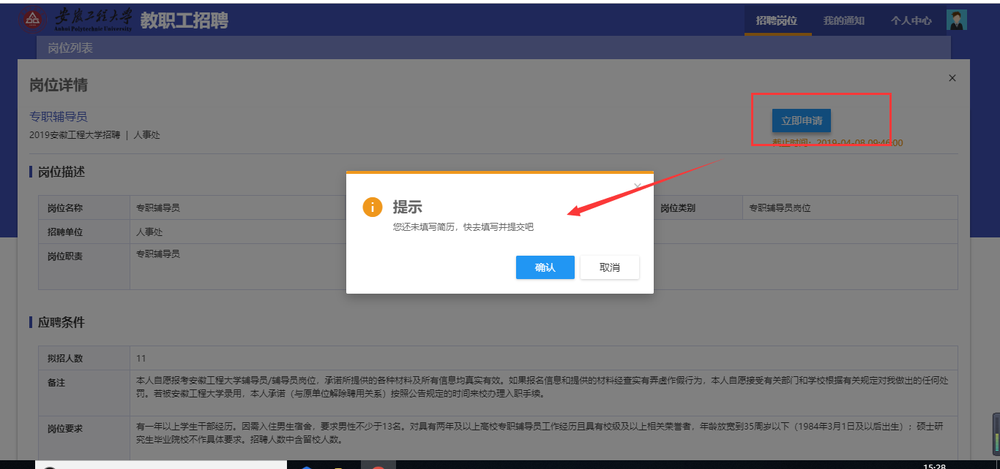 安徽工程大学 教职工招聘 招聘岗位 我的通知 个人中心
Anhui Polytechnic University
岗位列表
岗位详情
专职辅导员
立即申请
2019安徽工程大学招聘 | 人事处
截止时间：2019-04-08 09:46:00
岗位描述
岗位名称 专职辅导员 岗位类别 专职辅导员岗位
招聘单位 人事处
岗位职责 专职辅导员
提示
您还未填写简历，快去填写并提交吧
确认 取消
应聘条件
拟招人数 11
备注 本人自愿报考安徽工程大学辅导员/辅导员岗位，承诺所提供的各种材料及所有信息均真实有效。如果报名信息和提供的材料经查实有弄虚作假行为，本人自愿接受有关部门和学校根据有关规定对我做出的任何处
罚。若被安徽工程大学录用，本人承诺（与原单位解除聘用关系）按照公告规定的时间来校办理入职手续。
岗位要求 有一年以上学生干部经历。因需入住男生宿舍，要求男性不少于13名。对具有两年及以上高校专职辅导员工作经历且具有校级及以上相关荣誉者，年龄放宽到35周岁以下（1984年3月1日及以后出生）；硕士研
究生毕业院校不作具体要求。招聘人数中含留校人数。
15:28